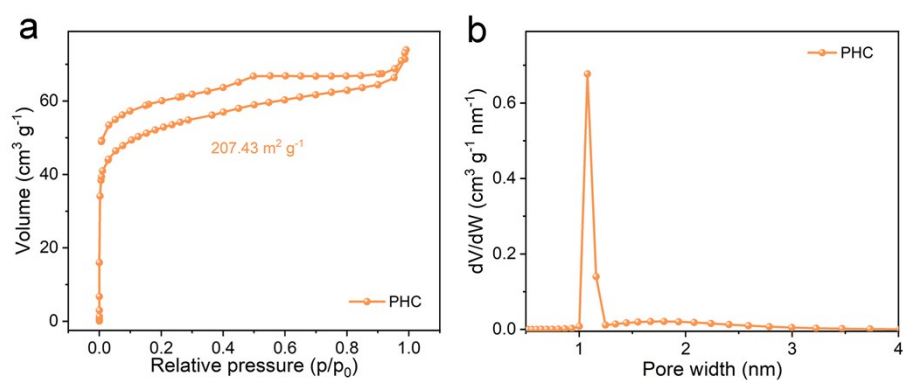 a
Volume (cm³ g⁻¹)
60
40
20
0
207.43 m² g⁻¹
PHC
0.0 0.2 0.4 0.6 0.8 1.0
Relative pressure (p/p₀)
b
dV/dW (cm³ g⁻¹ nm⁻¹)
0.6
0.4
0.2
0.0
PHC
1 2 3 4
Pore width (nm)